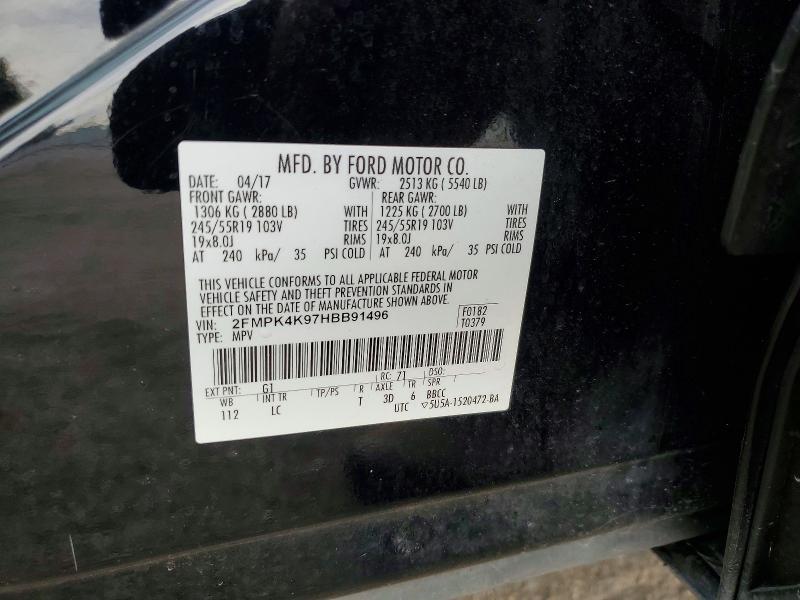 MFD. BY FORD MOTOR CO.
DATE: 04/17 GVWR: 2513 KG ( 5540 LB)
FRONT GAWR: REAR GAWR:
1306 KG ( 2880 LB) WITH 1225 KG ( 2700 LB) WITH
245/55R19 103V TIRES 245/55R19 103V TIRES
19x8.0J RIMS 19x8.0J RIMS
AT 240 kPa/ 35 PSI COLD AT 240 kPa/ 35 PSI COLD
THIS VEHICLE CONFORMS TO ALL APPLICABLE FEDERAL MOTOR
VEHICLE SAFETY AND THEFT PREVENTION STANDARDS IN
EFFECT ON THE DATE OF MANUFACTURE SHOWN ABOVE.
VIN: 2FMPK4K97HBB91496 F0182
TYPE: MPV T0379
EXT PNT: G1 RC: 71 DSO:
WB INT TR TP/PS R AXLE TR SPR
112 LC T 3D 6 BBCC
UTC ▽5U5A-1520472-BA